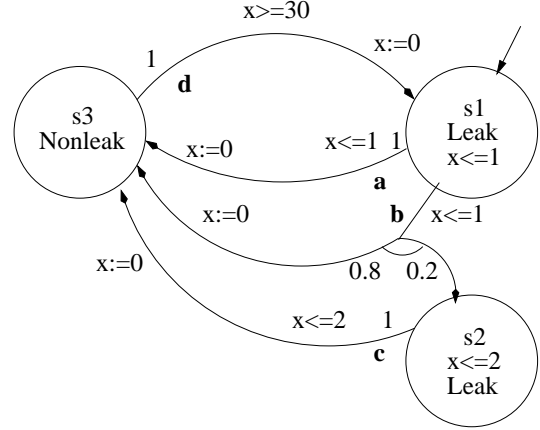 x>=30
1
x:=0
d
s3
Nonleak
s1
Leak
x<=1
x:=0
x<=1
1
a
x:=0
b
x<=1
0.8
0.2
x:=0
x<=2
1
c
s2
x<=2
Leak